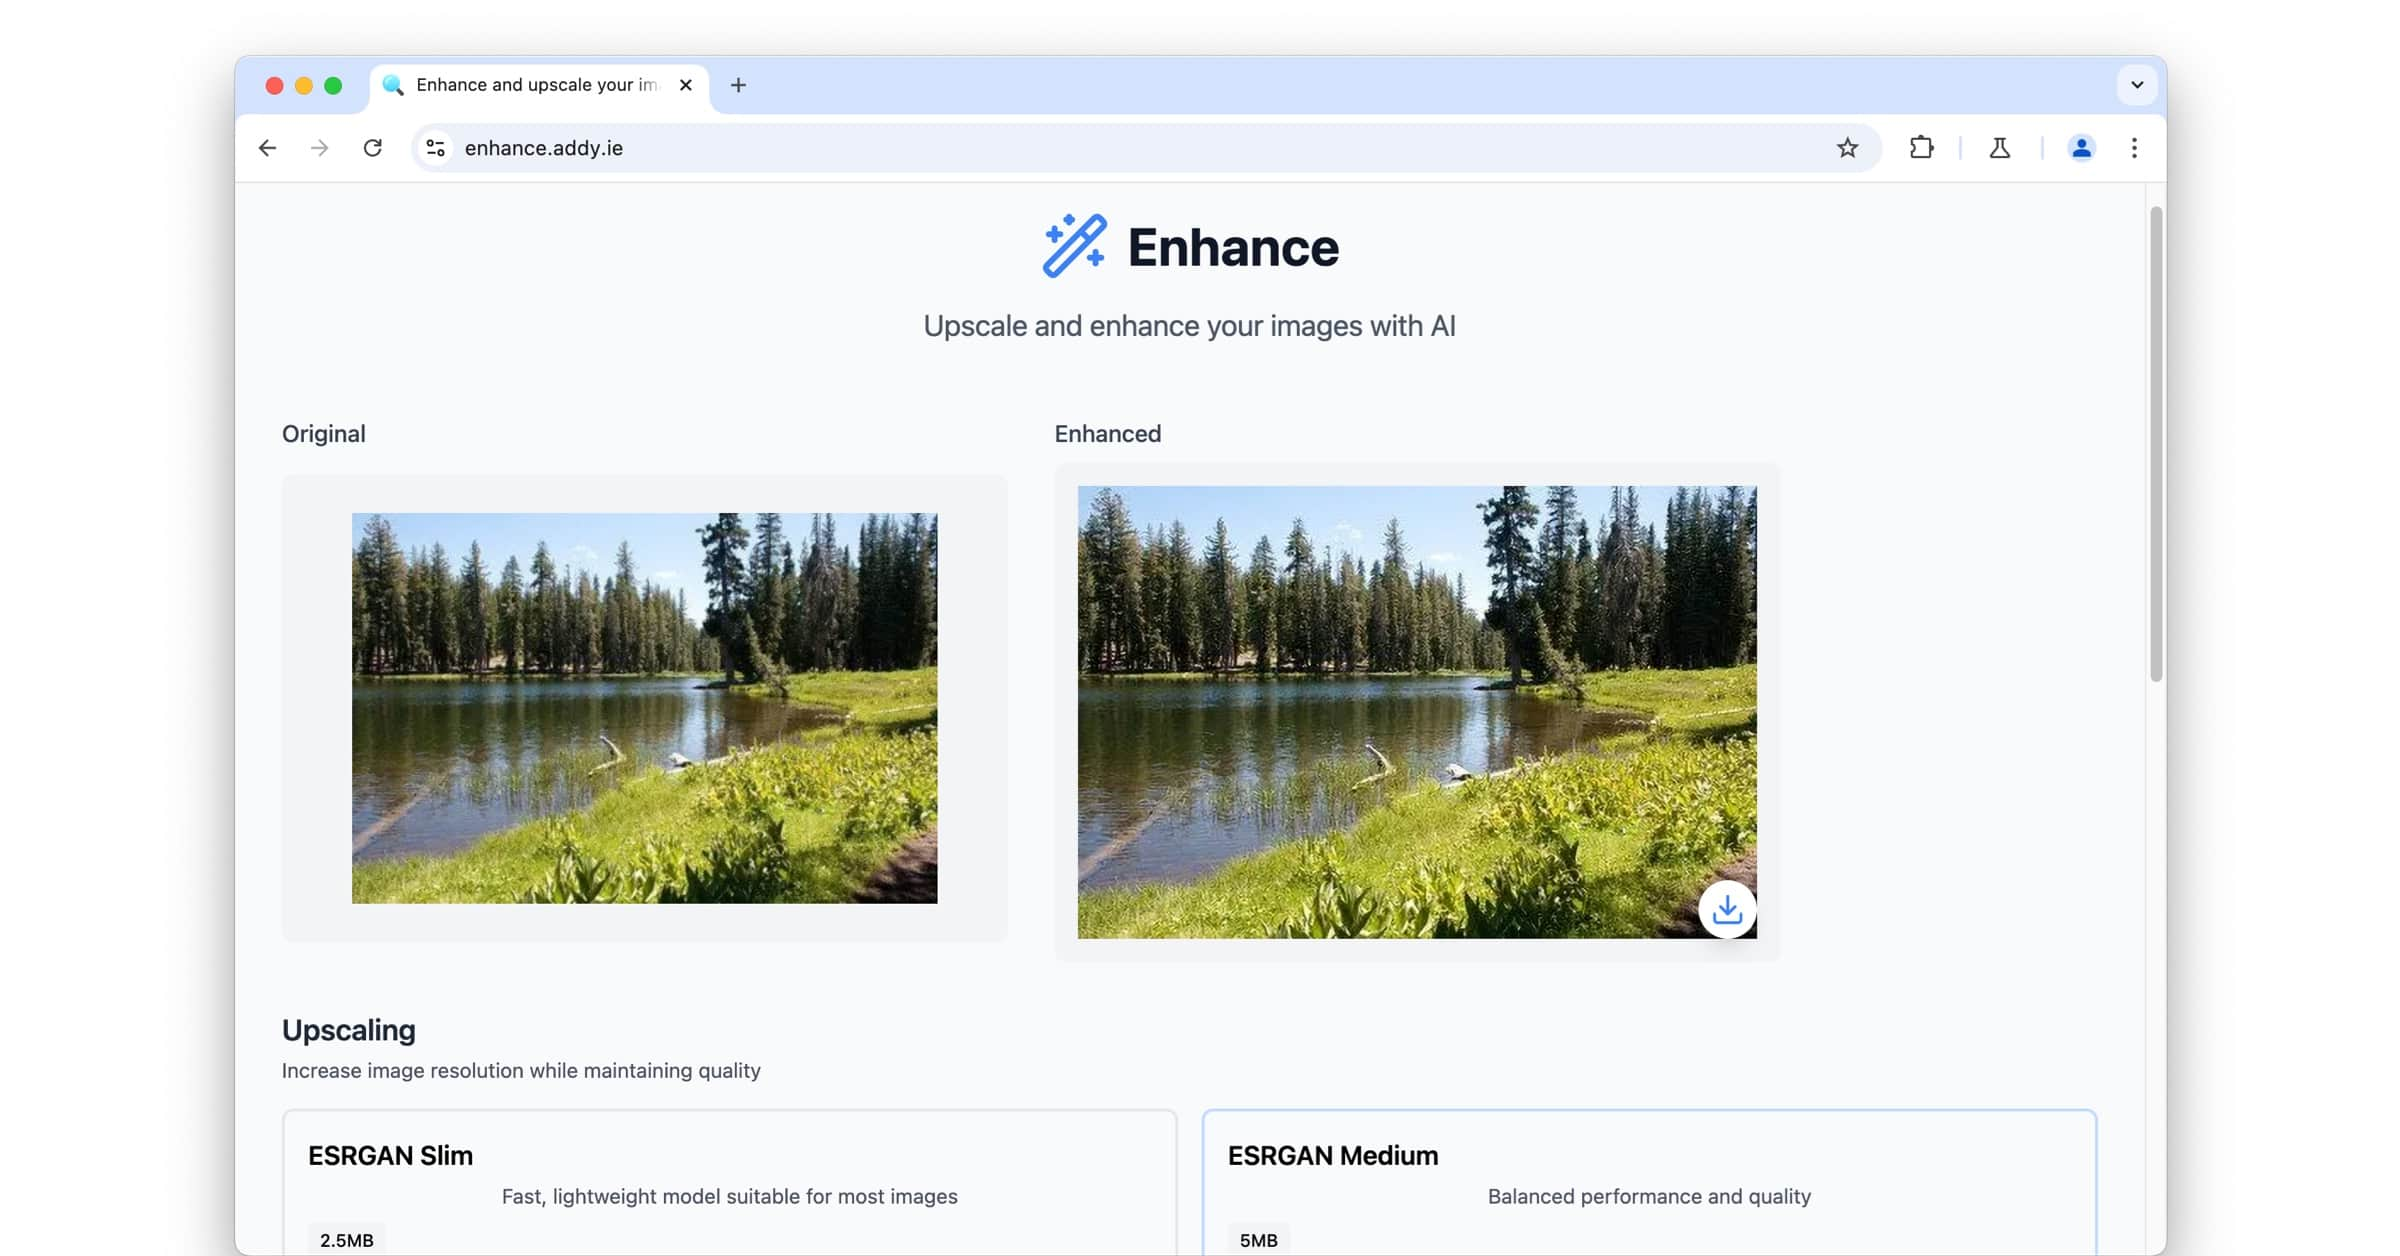 Enhance and upscale your im
enhance.addy.ie
Enhance
Upscale and enhance your images with AI
Original
Enhanced
Upscaling
Increase image resolution while maintaining quality
ESRGAN Slim
Fast, lightweight model suitable for most images
2.5MB
ESRGAN Medium
Balanced performance and quality
5MB